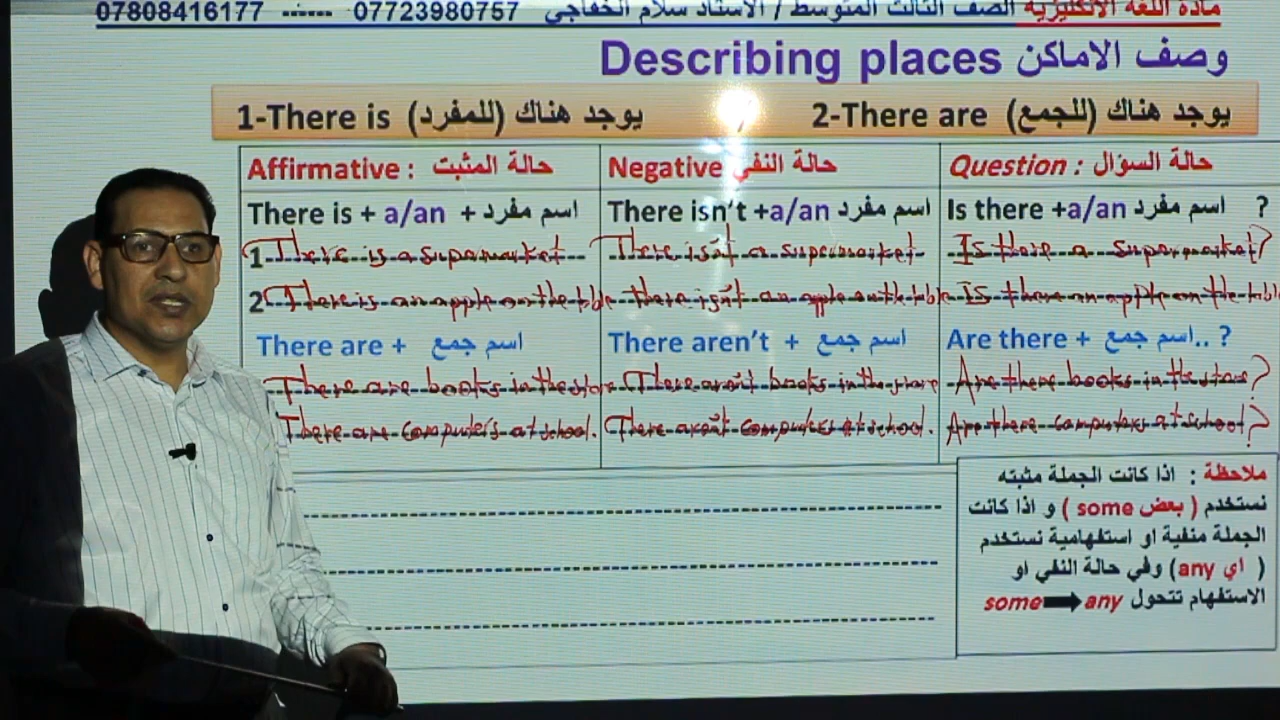 مادة اللغة الانكليزية الصف الثالث المتوسط / الاستاذ سلام الخفاجي 07723980757 ------ 07808416177
Describing places وصف الاماكن
1-There is (للمفرد) يوجد هناك / 2-There are (للجمع) يوجد هناك
Affirmative : حالة المثبت
There is + a/an + اسم مفرد
1-There is a supermarket
2-There is an apple on the table
There are + اسم جمع
There are books in the store
There are computers at school.
Negative حالة النفي
There isn't +a/an اسم مفرد
There isn't a supermarket
there isn't an apple on the table
There aren't + اسم جمع
There aren't books in the store
There aren't computers at school.
Question : حالة السؤال
Is there +a/an اسم مفرد ?
Is there a supermarket?
Is there an apple on the table
Are there + اسم جمع.. ?
Are there books in the store?
Are there computers at school?
ملاحظة : اذا كانت الجملة مثبته
نستخدم ( بعض some ) و اذا كانت
الجملة منفية او استفهامية نستخدم
( اي any) وفي حالة النفي او
الاستفهام تتحول some➡any